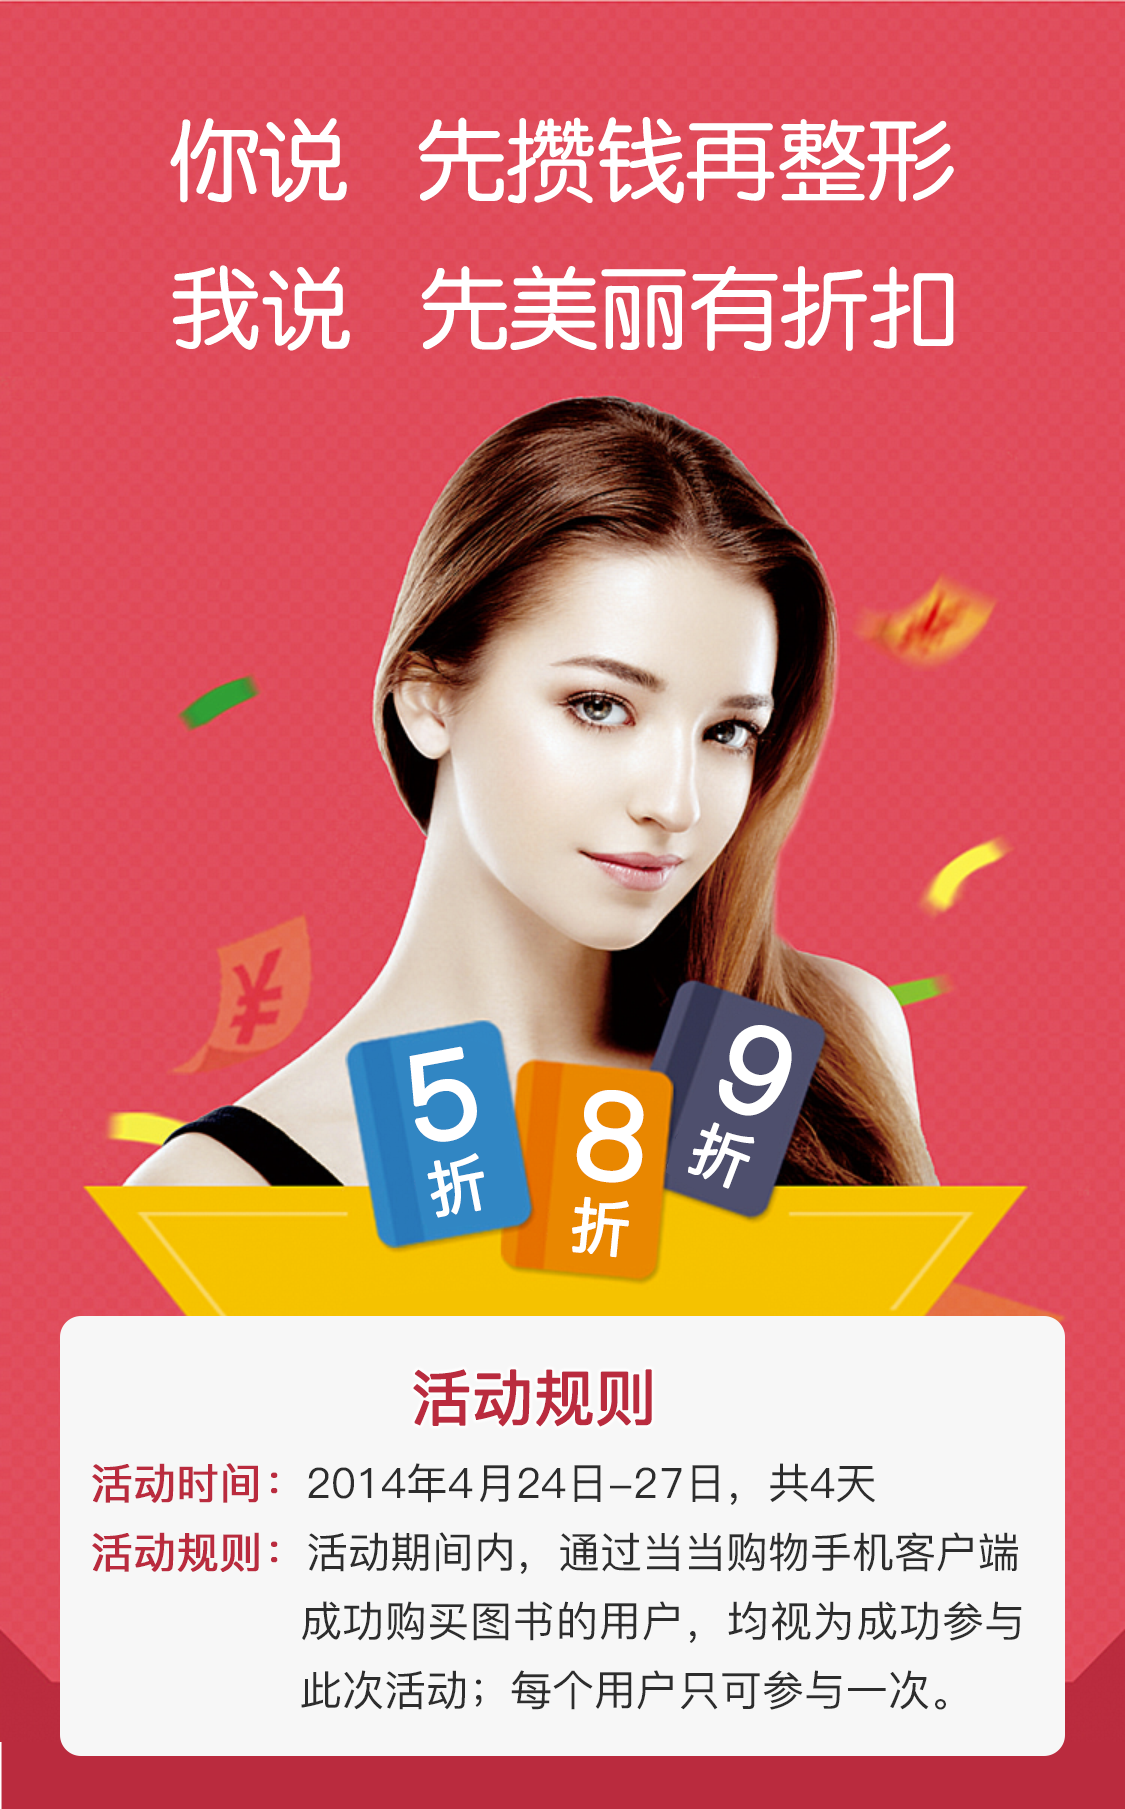 你说 先攒钱再整形
我说 先美丽有折扣
¥
¥
5折
8折
9折
活动规则
活动时间：2014年4月24日-27日，共4天
活动规则：活动期间内，通过当当购物手机客户端
成功购买图书的用户，均视为成功参与
此次活动；每个用户只可参与一次。